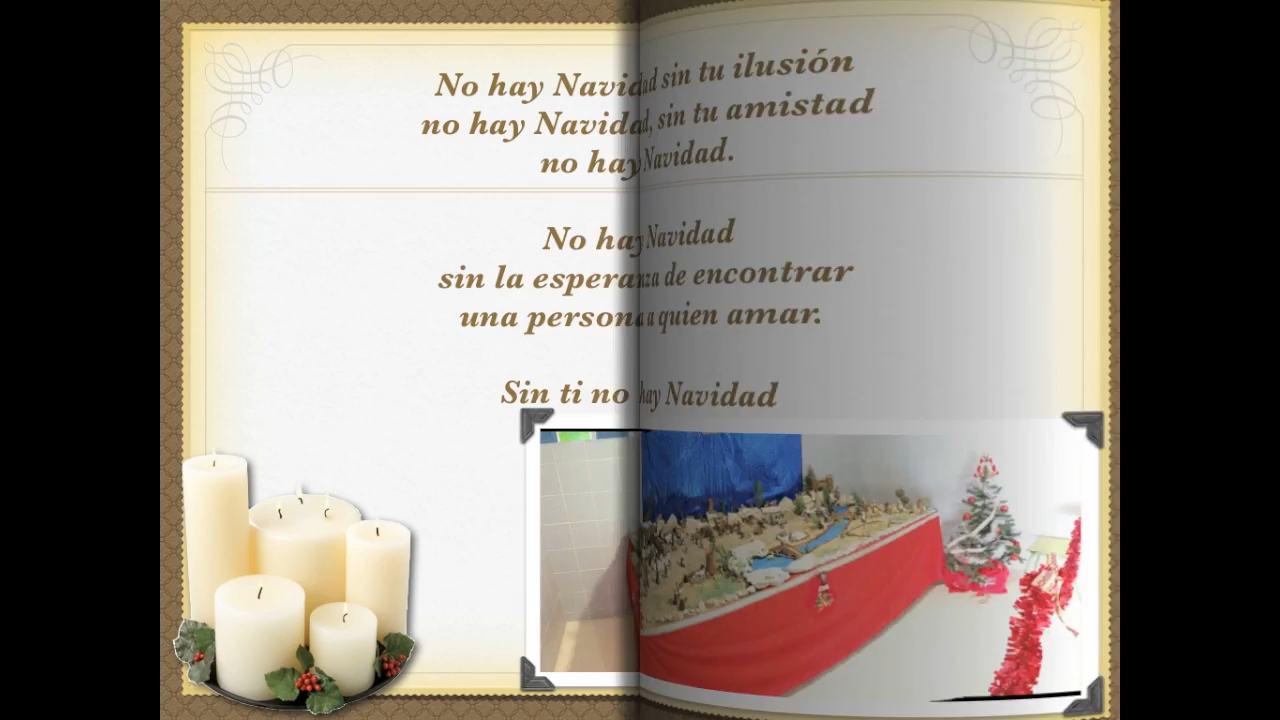 No hay Navidad sin tu ilusión
no hay Navidad, sin tu amistad
no hay Navidad.
No hay Navidad
sin la esperanza de encontrar
una persona a quien amar.
Sin ti no hay Navidad